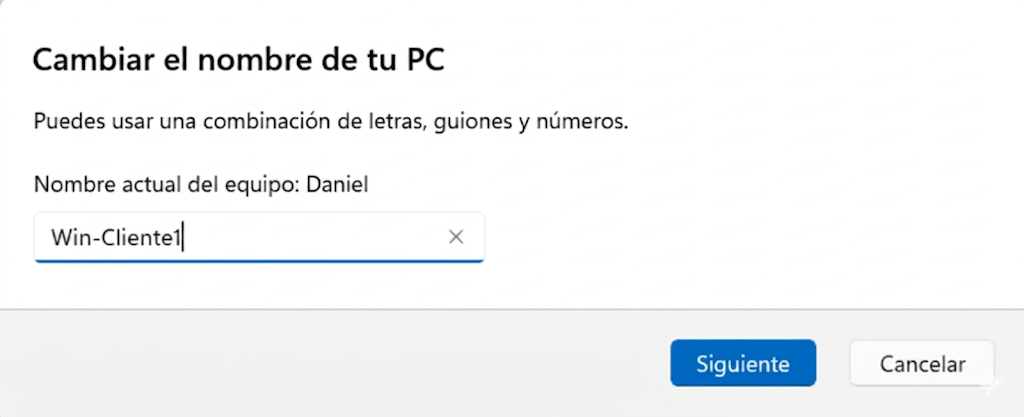 Cambiar el nombre de tu PC
Puedes usar una combinación de letras, guiones y números.
Nombre actual del equipo: Daniel
Win-Cliente1
Siguiente
Cancelar